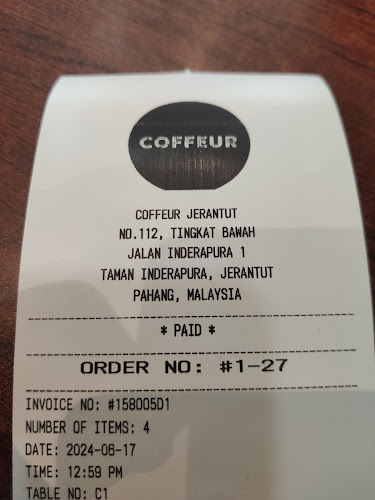 COFFEUR
COFFEUR JERANTUT
NO.112, TINGKAT BAWAH
JALAN INDERAPURA 1
TAMAN INDERAPURA, JERANTUT
PAHANG, MALAYSIA
* PAID *
ORDER NO: #1-27
INVOICE NO: #158005D1
NUMBER OF ITEMS: 4
DATE: 2024-06-17
TIME: 12:59 PM
TABLE NO: C1